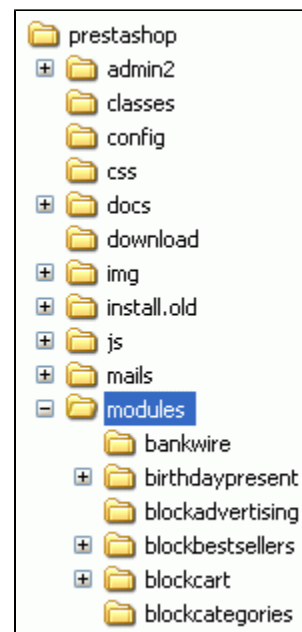 prestashop
admin2
classes
config
css
docs
download
img
install.old
js
mails
modules
bankwire
birthdaypresent
blockadvertising
blockbestsellers
blockcart
blockcategories